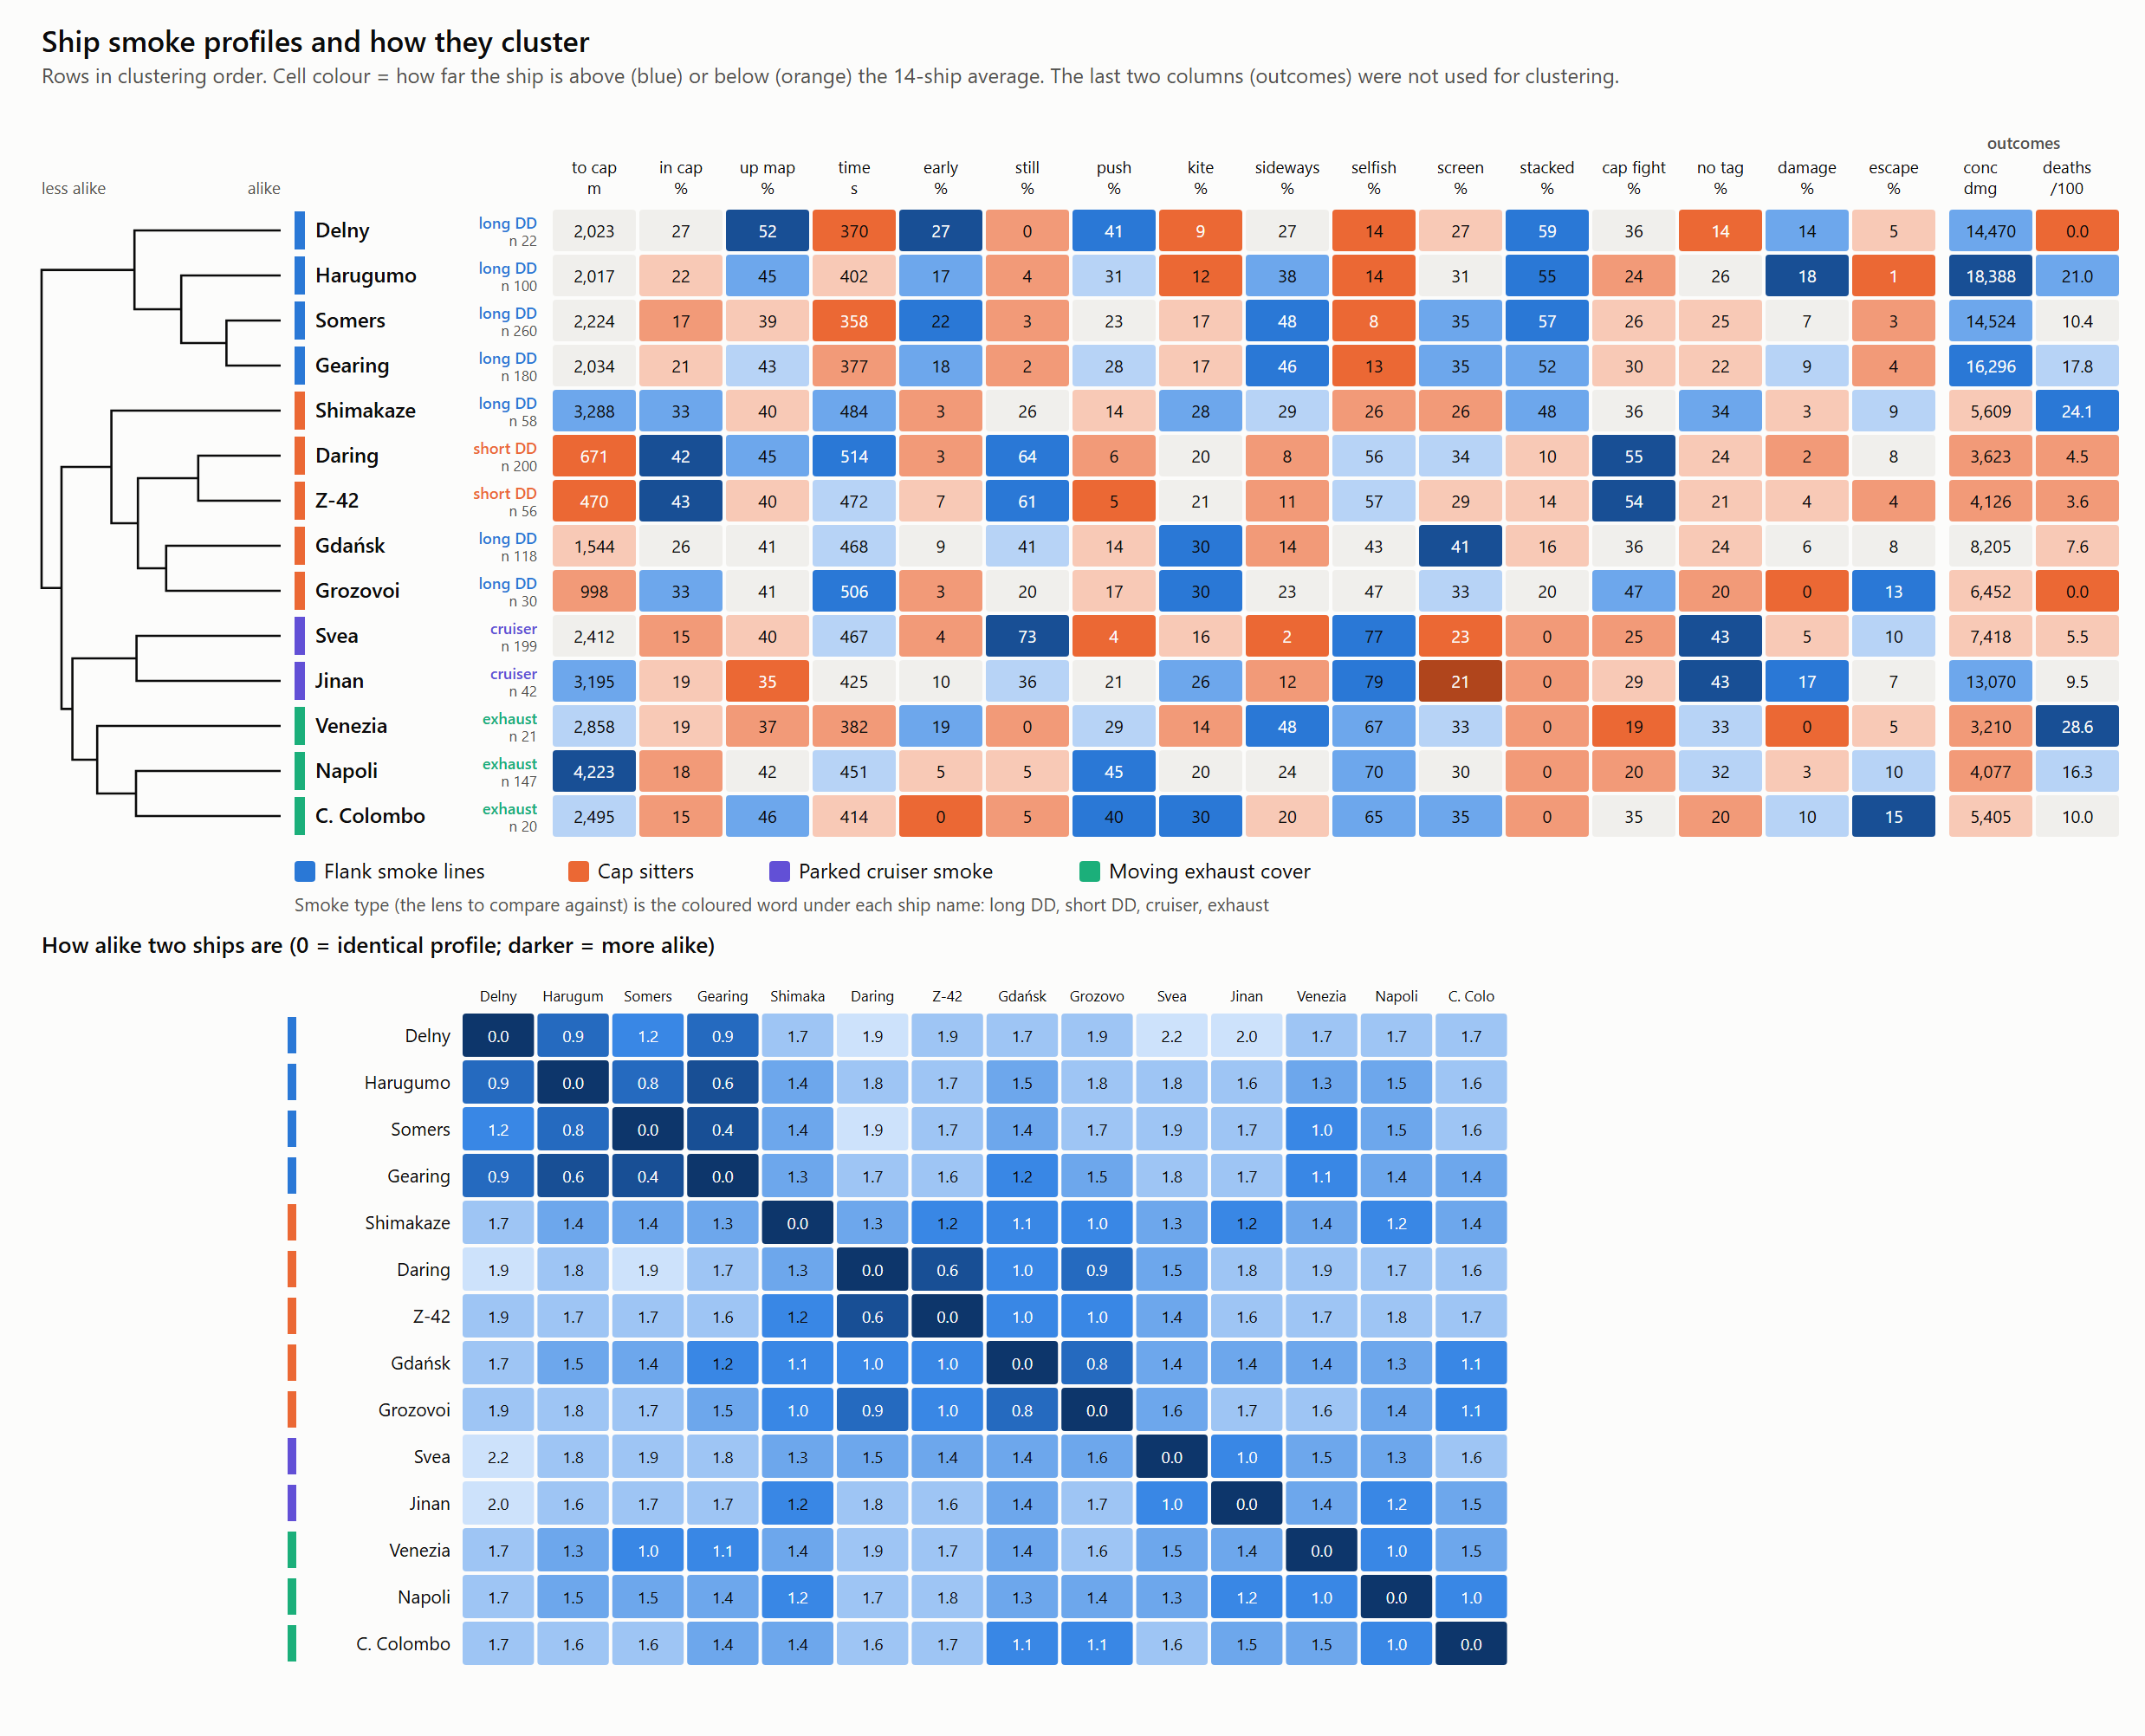 Ship smoke profiles and how they cluster
Rows in clustering order. Cell colour = how far the ship is above (blue) or below (orange) the 14-ship average. The last two columns (outcomes) were not used for clustering.
outcomes
to cap in cap up map time early still push kite sideways selfish screen stacked cap fight no tag damage escape conc deaths
less alike alike m % % s % % % % % % % % % % % % dmg /100
Delny long DD n 22 2,023 27 52 370 27 0 41 9 27 14 27 59 36 14 14 5 14,470 0.0
Harugumo long DD n 100 2,017 22 45 402 17 4 31 12 38 14 31 55 24 26 18 1 18,388 21.0
Somers long DD n 260 2,224 17 39 358 22 3 23 17 48 8 35 57 26 25 7 3 14,524 10.4
Gearing long DD n 180 2,034 21 43 377 18 2 28 17 46 13 35 52 30 22 9 4 16,296 17.8
Shimakaze long DD n 58 3,288 33 40 484 3 26 14 28 29 26 26 48 36 34 3 9 5,609 24.1
Daring short DD n 200 671 42 45 514 3 64 6 20 8 56 34 10 55 24 2 8 3,623 4.5
Z-42 short DD n 56 470 43 40 472 7 61 5 21 11 57 29 14 54 21 4 4 4,126 3.6
Gdańsk long DD n 118 1,544 26 41 468 9 41 14 30 14 43 41 16 36 24 6 8 8,205 7.6
Grozovoi long DD n 30 998 33 41 506 3 20 17 30 23 47 33 20 47 20 0 13 6,452 0.0
Svea cruiser n 199 2,412 15 40 467 4 73 4 16 2 77 23 0 25 43 5 10 7,418 5.5
Jinan cruiser n 42 3,195 19 35 425 10 36 21 26 12 79 21 0 29 43 17 7 13,070 9.5
Venezia exhaust n 21 2,858 19 37 382 19 0 29 14 48 67 33 0 19 33 0 5 3,210 28.6
Napoli exhaust n 147 4,223 18 42 451 5 5 45 20 24 70 30 0 20 32 3 10 4,077 16.3
C. Colombo exhaust n 20 2,495 15 46 414 0 5 40 30 20 65 35 0 35 20 10 15 5,405 10.0
Flank smoke lines Cap sitters Parked cruiser smoke Moving exhaust cover
Smoke type (the lens to compare against) is the coloured word under each ship name: long DD, short DD, cruiser, exhaust
How alike two ships are (0 = identical profile; darker = more alike)
Delny Harugum Somers Gearing Shimaka Daring Z-42 Gdańsk Grozovo Svea Jinan Venezia Napoli C. Colo
Delny 0.0 0.9 1.2 0.9 1.7 1.9 1.9 1.7 1.9 2.2 2.0 1.7 1.7 1.7
Harugumo 0.9 0.0 0.8 0.6 1.4 1.8 1.7 1.5 1.8 1.8 1.6 1.3 1.5 1.6
Somers 1.2 0.8 0.0 0.4 1.4 1.9 1.7 1.4 1.7 1.9 1.7 1.0 1.5 1.6
Gearing 0.9 0.6 0.4 0.0 1.3 1.7 1.6 1.2 1.5 1.8 1.7 1.1 1.4 1.4
Shimakaze 1.7 1.4 1.4 1.3 0.0 1.3 1.2 1.1 1.0 1.3 1.2 1.4 1.2 1.4
Daring 1.9 1.8 1.9 1.7 1.3 0.0 0.6 1.0 0.9 1.5 1.8 1.9 1.7 1.6
Z-42 1.9 1.7 1.7 1.6 1.2 0.6 0.0 1.0 1.0 1.4 1.6 1.7 1.8 1.7
Gdańsk 1.7 1.5 1.4 1.2 1.1 1.0 1.0 0.0 0.8 1.4 1.4 1.4 1.3 1.1
Grozovoi 1.9 1.8 1.7 1.5 1.0 0.9 1.0 0.8 0.0 1.6 1.7 1.6 1.4 1.1
Svea 2.2 1.8 1.9 1.8 1.3 1.5 1.4 1.4 1.6 0.0 1.0 1.5 1.3 1.6
Jinan 2.0 1.6 1.7 1.7 1.2 1.8 1.6 1.4 1.7 1.0 0.0 1.4 1.2 1.5
Venezia 1.7 1.3 1.0 1.1 1.4 1.9 1.7 1.4 1.6 1.5 1.4 0.0 1.0 1.5
Napoli 1.7 1.5 1.5 1.4 1.2 1.7 1.8 1.3 1.4 1.3 1.2 1.0 0.0 1.0
C. Colombo 1.7 1.6 1.6 1.4 1.4 1.6 1.7 1.1 1.1 1.6 1.5 1.5 1.0 0.0